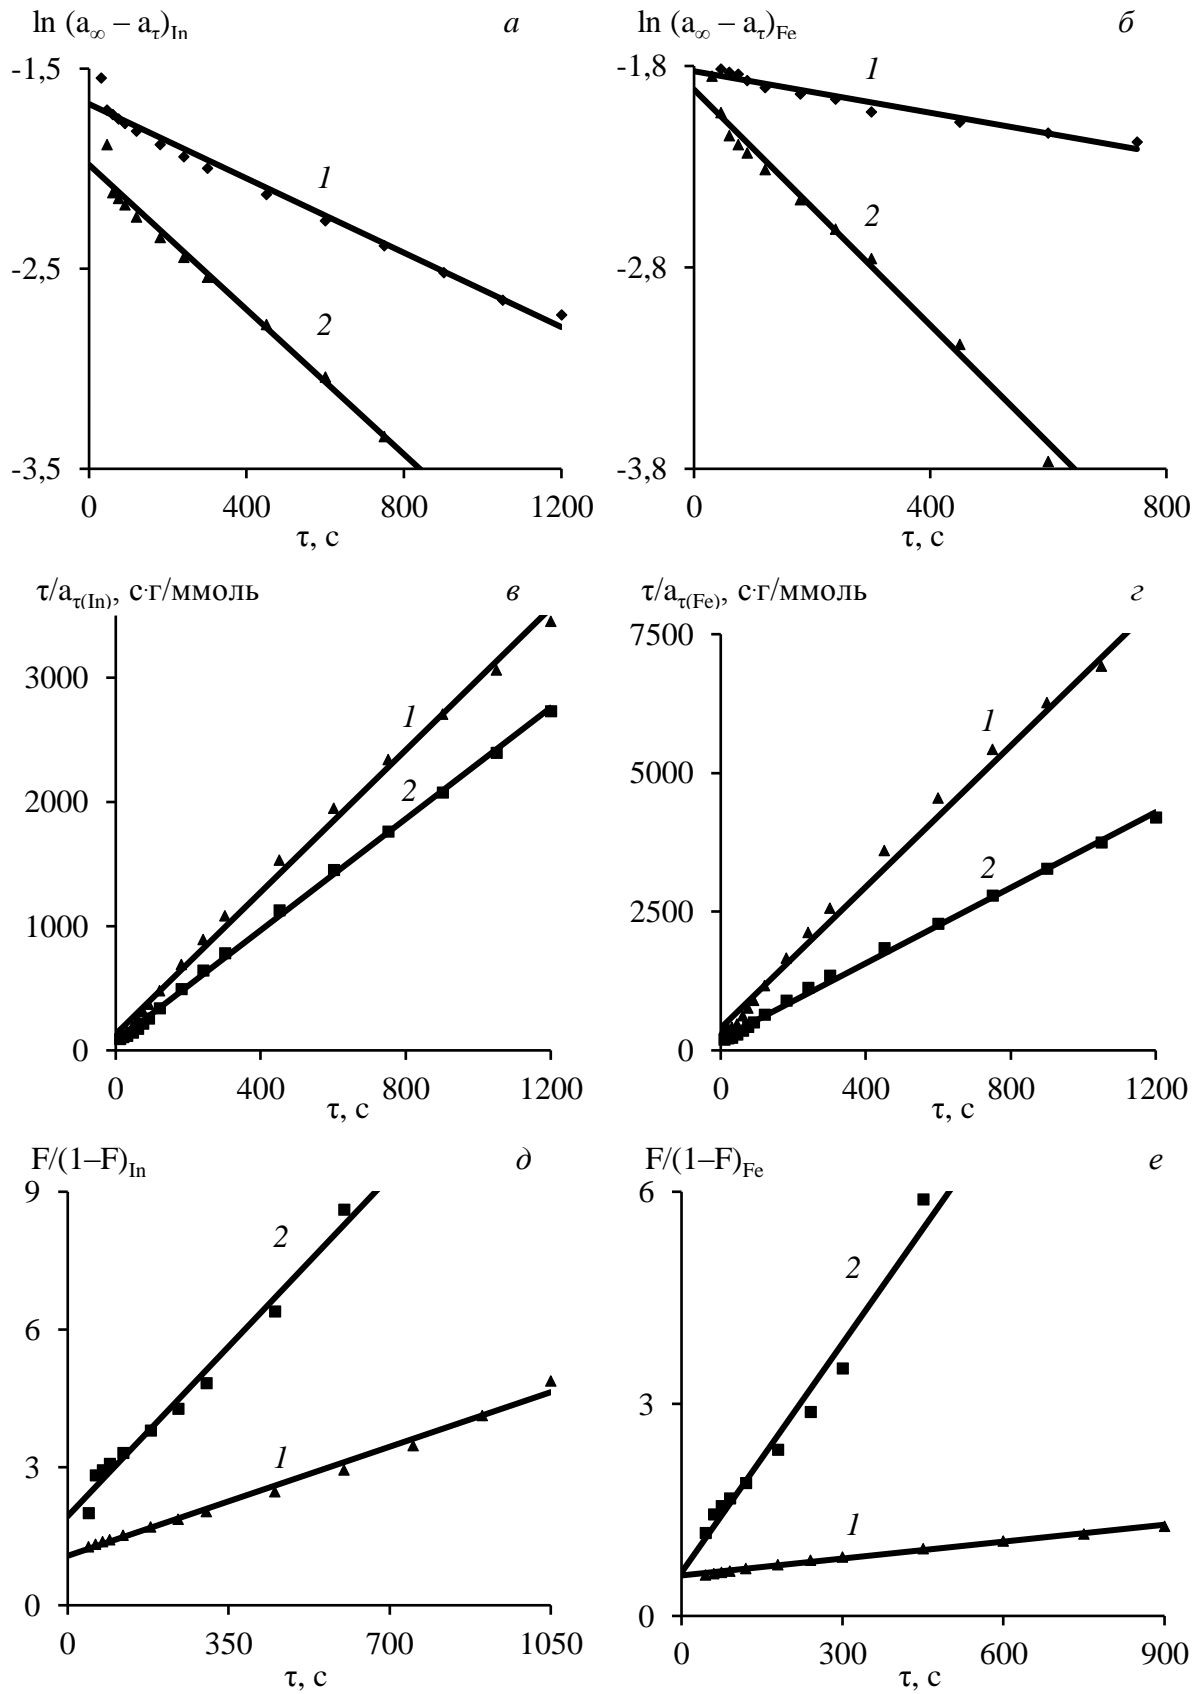 ln (a∞ – aτ)In а
-1,5
-2,5
-3,5
1
2
0 400 800 1200
τ, с
ln (a∞ – aτ)Fe б
-1,8
-2,8
-3,8
1
2
0 400 800
τ, с
τ/aτ(In), с·г/ммоль в
3000
2000
1000
0
1
2
0 400 800 1200
τ, с
τ/aτ(Fe), с·г/ммоль г
7500
5000
2500
0
1
2
0 400 800 1200
τ, с
F/(1–F)In д
9
6
3
0
2
1
0 350 700 1050
τ, с
F/(1–F)Fe е
6
3
0
2
1
0 300 600 900
τ, с